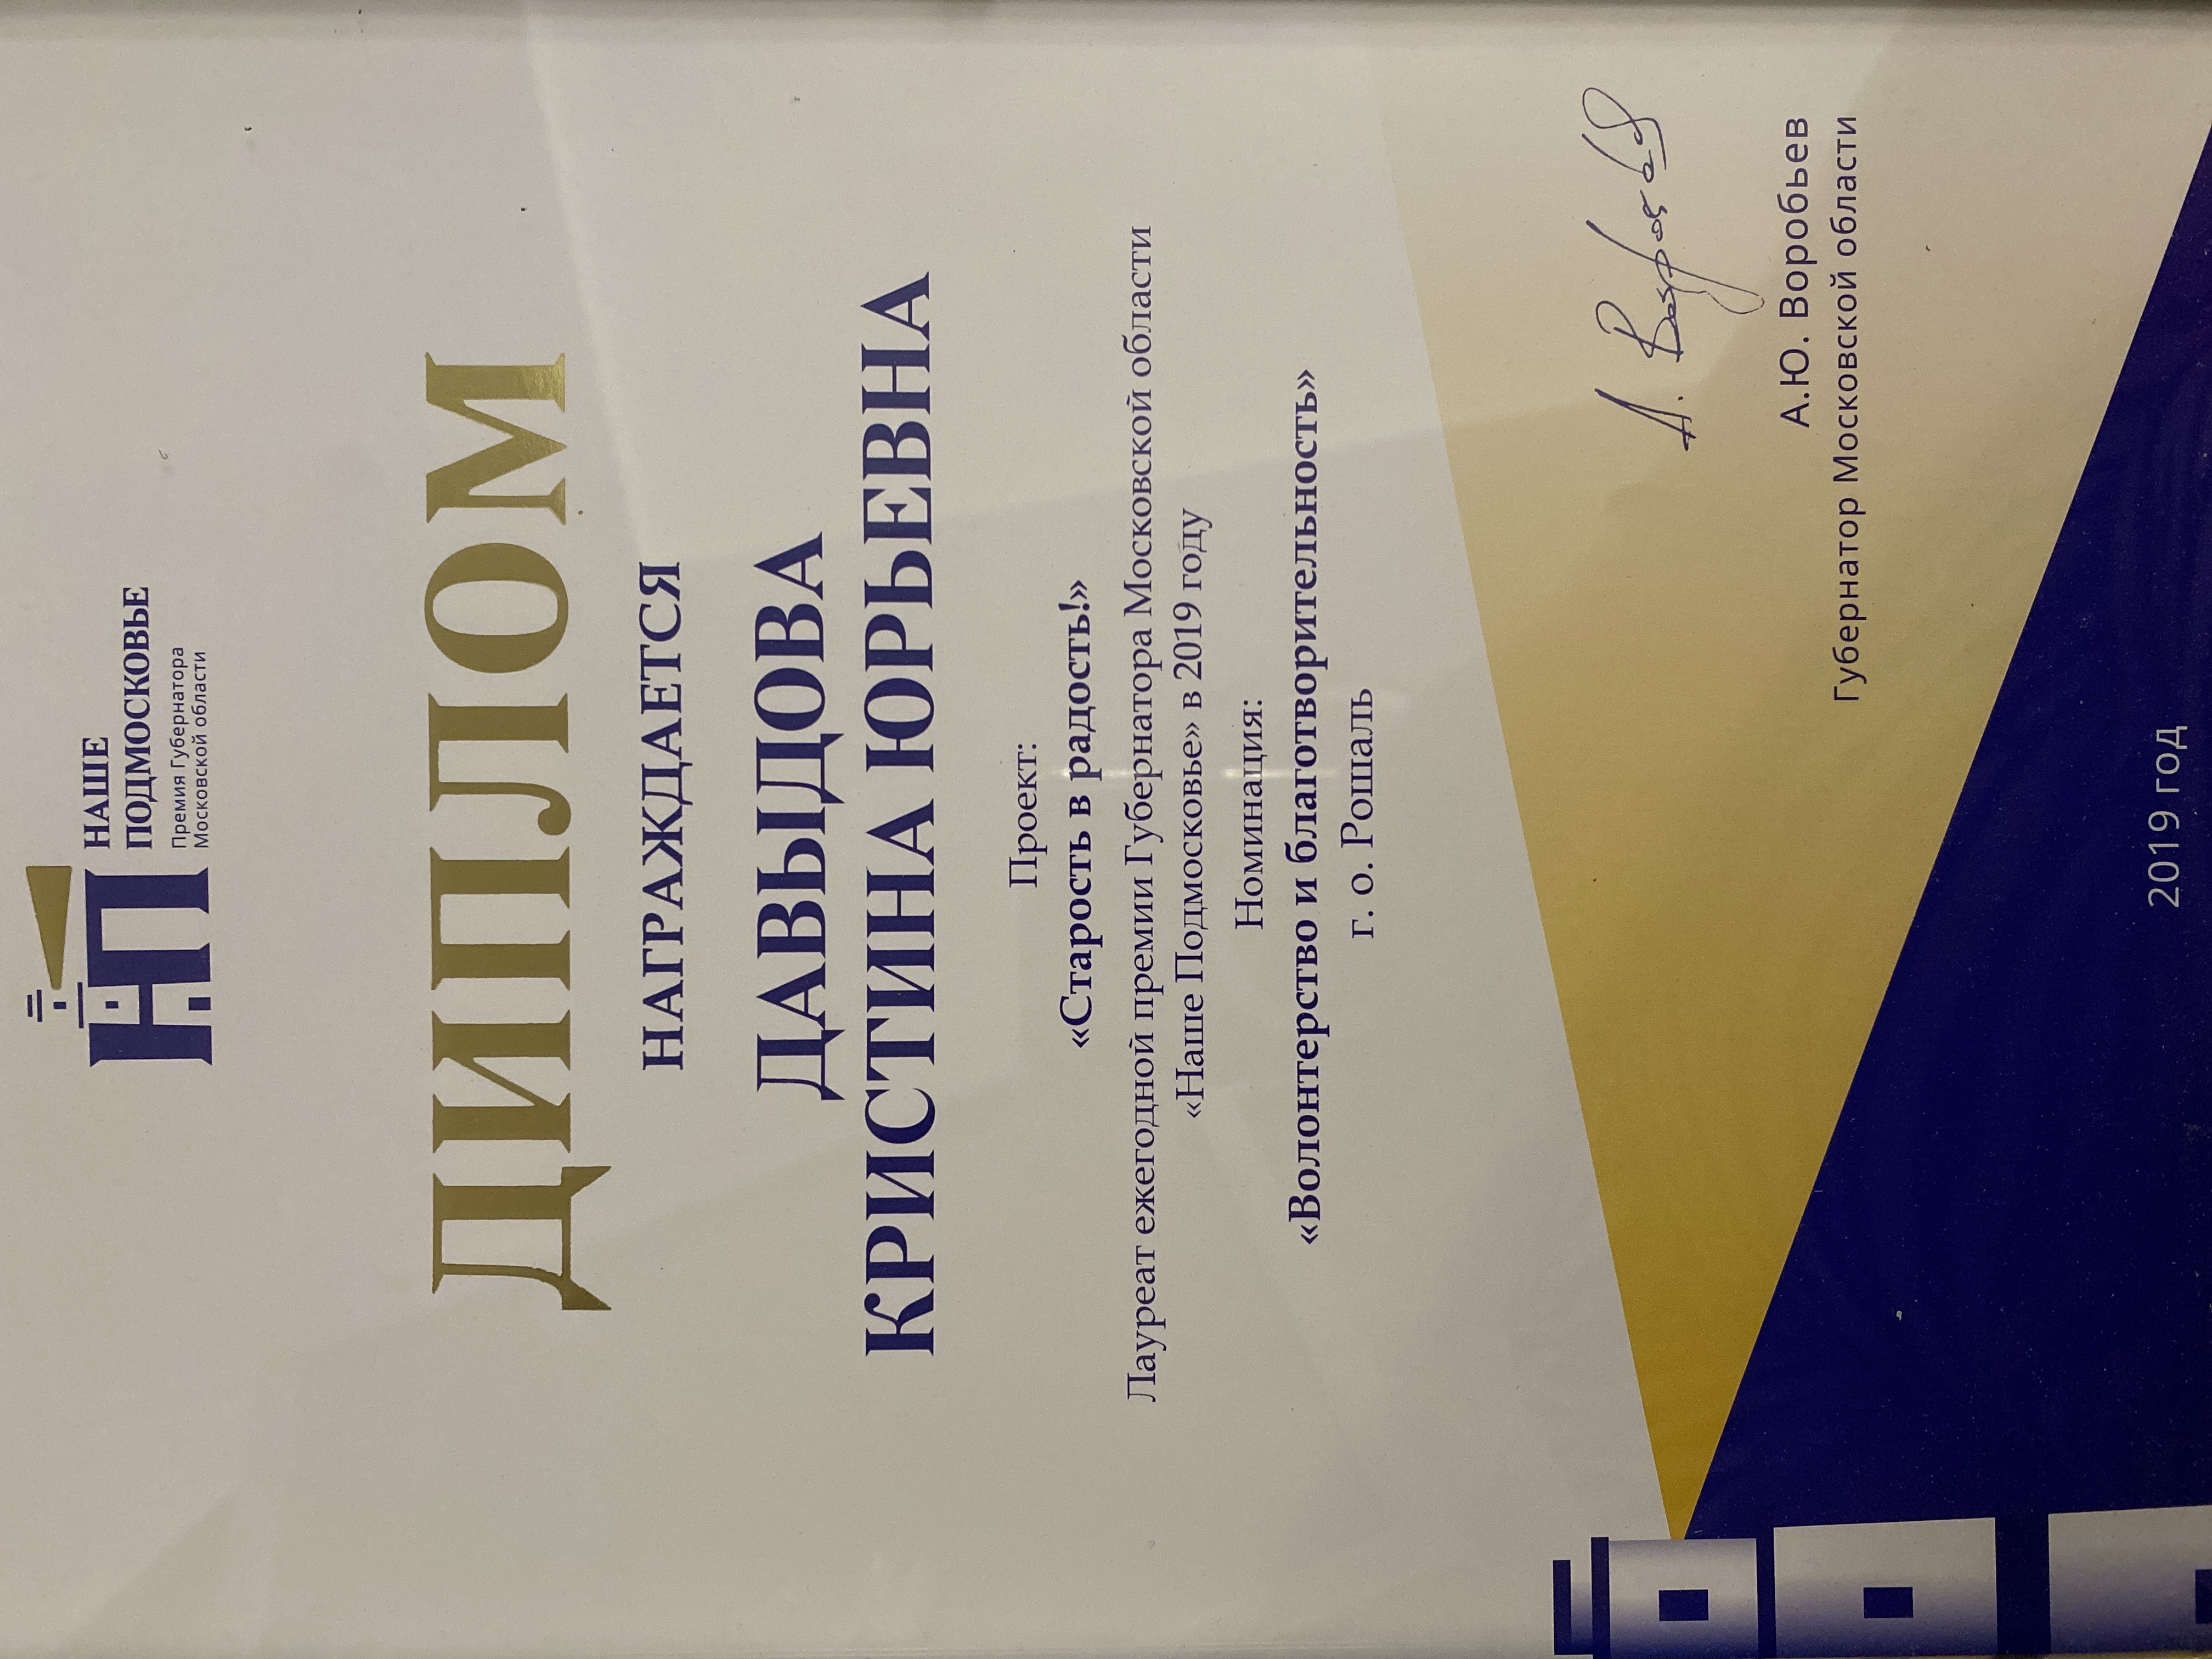 НАШЕ
ПОДМОСКОВЬЕ
Премия Губернатора
Московской области
ДИПЛОМ
НАГРАЖДАЕТСЯ
ДАВЫДОВА
КРИСТИНА ЮРЬЕВНА
Проект:
«Старость в радость!»
Лауреат ежегодной премии Губернатора Московской области
«Наше Подмосковье» в 2019 году
Номинация:
«Волонтерство и благотворительность»
г. о. Рошаль
А. Воробьев
А.Ю. Воробьев
Губернатор Московской области
2019 год